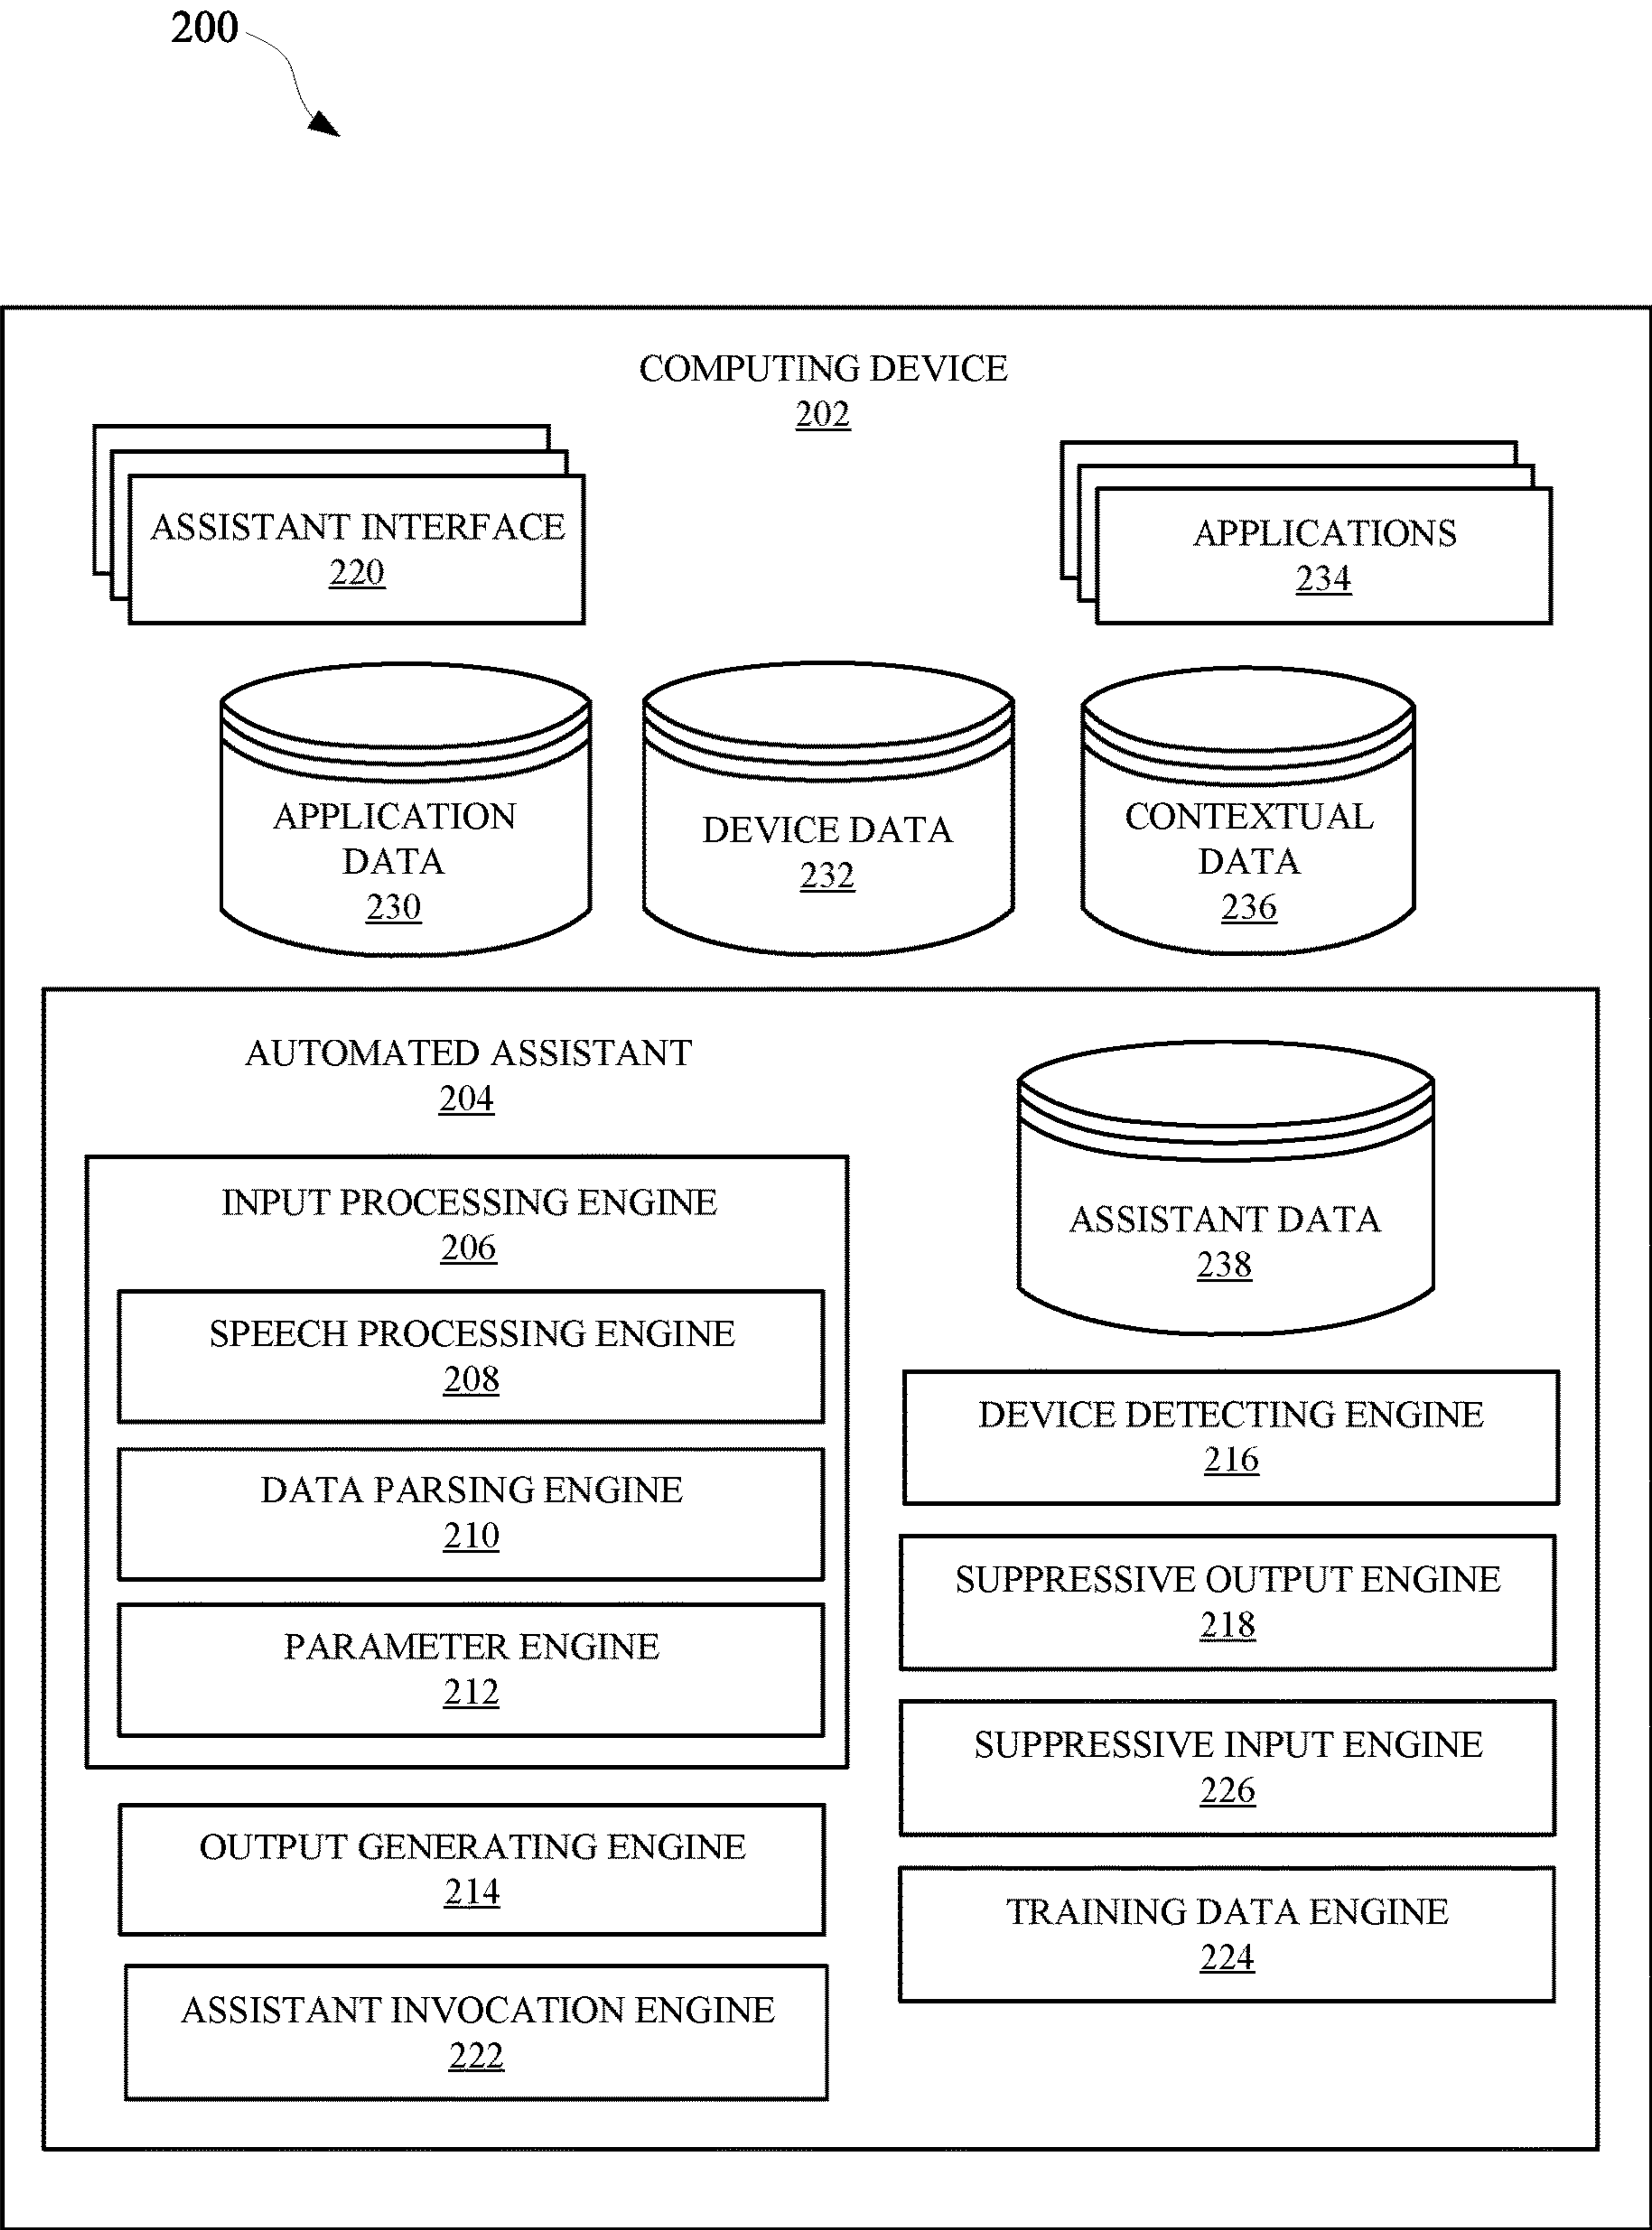 200
COMPUTING DEVICE
202
ASSISTANT INTERFACE
220
APPLICATIONS
234
APPLICATION
DATA
230
DEVICE DATA
232
CONTEXTUAL
DATA
236
AUTOMATED ASSISTANT
204
INPUT PROCESSING ENGINE
206
SPEECH PROCESSING ENGINE
208
DATA PARSING ENGINE
210
PARAMETER ENGINE
212
OUTPUT GENERATING ENGINE
214
ASSISTANT INVOCATION ENGINE
222
ASSISTANT DATA
238
DEVICE DETECTING ENGINE
216
SUPPRESSIVE OUTPUT ENGINE
218
SUPPRESSIVE INPUT ENGINE
226
TRAINING DATA ENGINE
224